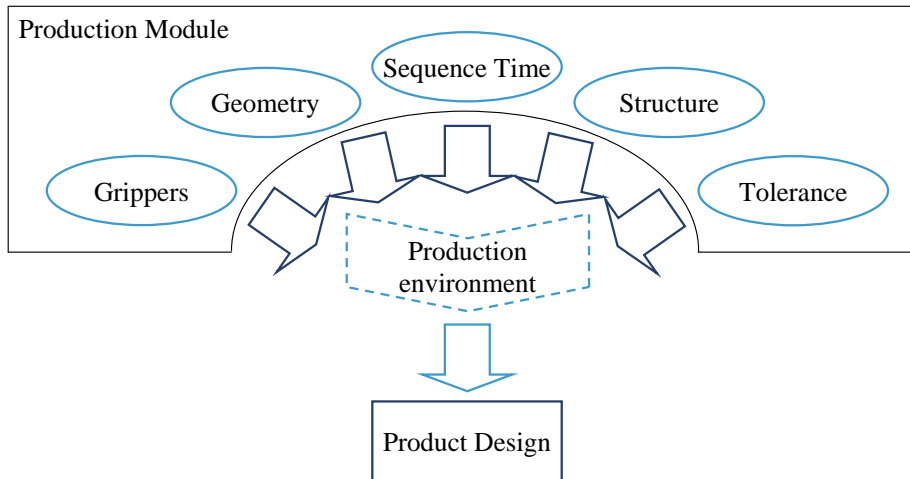 Production Module
Sequence Time
Geometry
Structure
Grippers
Tolerance
Production
environment
Product Design